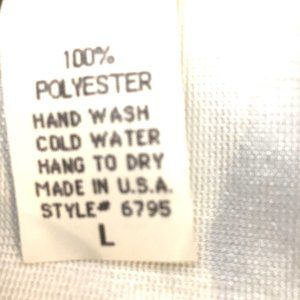 100%
POLYESTER
HAND WASH
COLD WATER
HANG TO DRY
MADE IN U.S.A.
STYLE# 6795
L